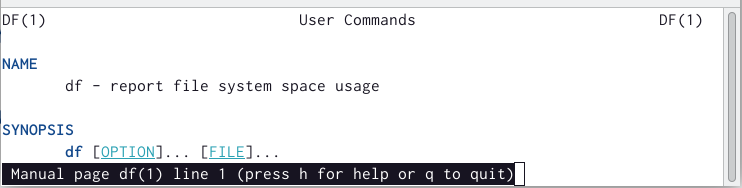 DF(1) User Commands DF(1)
NAME
df - report file system space usage
SYNOPSIS
df [OPTION]... [FILE]...
Manual page df(1) line 1 (press h for help or q to quit)